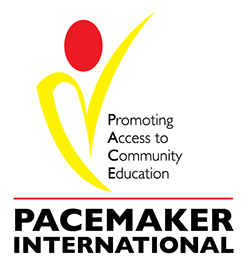 Promoting
Access to
Community
Education
PACEMAKER
INTERNATIONAL